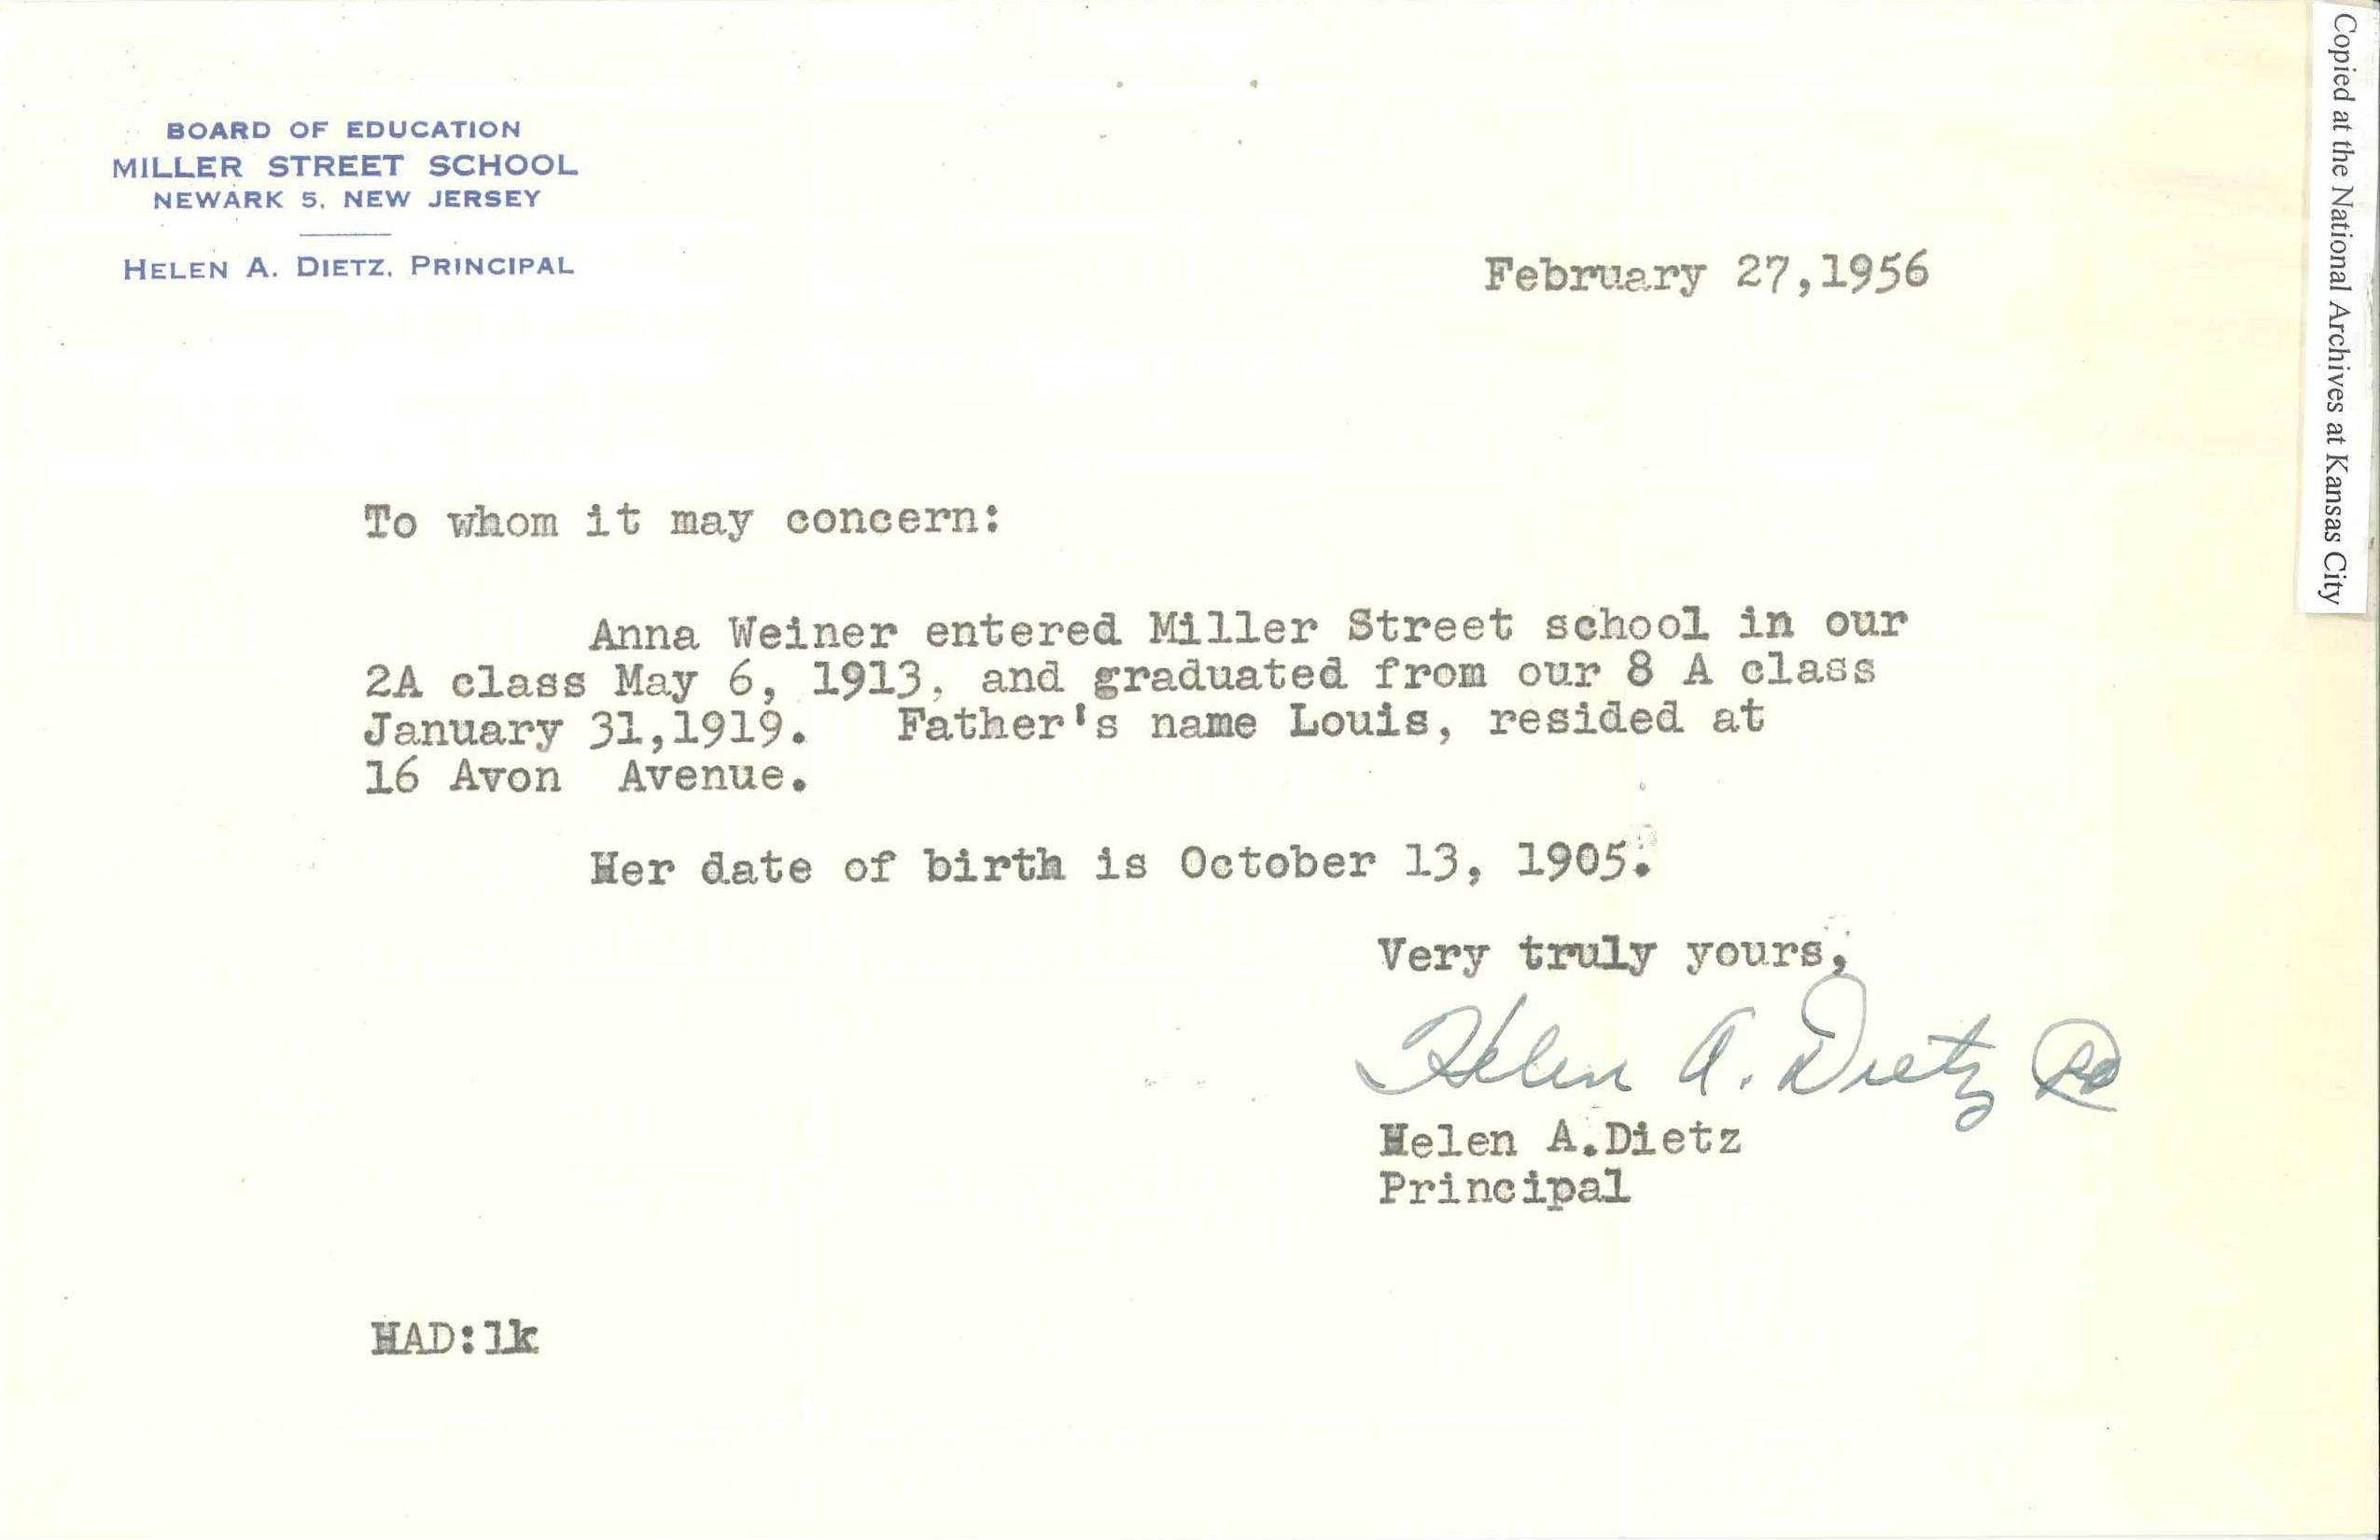 BOARD OF EDUCATION
MILLER STREET SCHOOL
NEWARK 5, NEW JERSEY
HELEN A. DIETZ, PRINCIPAL
February 27,1956
To whom it may concern:
Anna Weiner entered Miller Street school in our
2A class May 6, 1913, and graduated from our 8 A class
January 31,1919. Father's name Louis, resided at
16 Avon Avenue.
Her date of birth is October 13, 1905.
Very truly yours,
Helen A. Dietz
Helen A.Dietz
Principal
HAD:lk
Copied at the National Archives at Kansas City